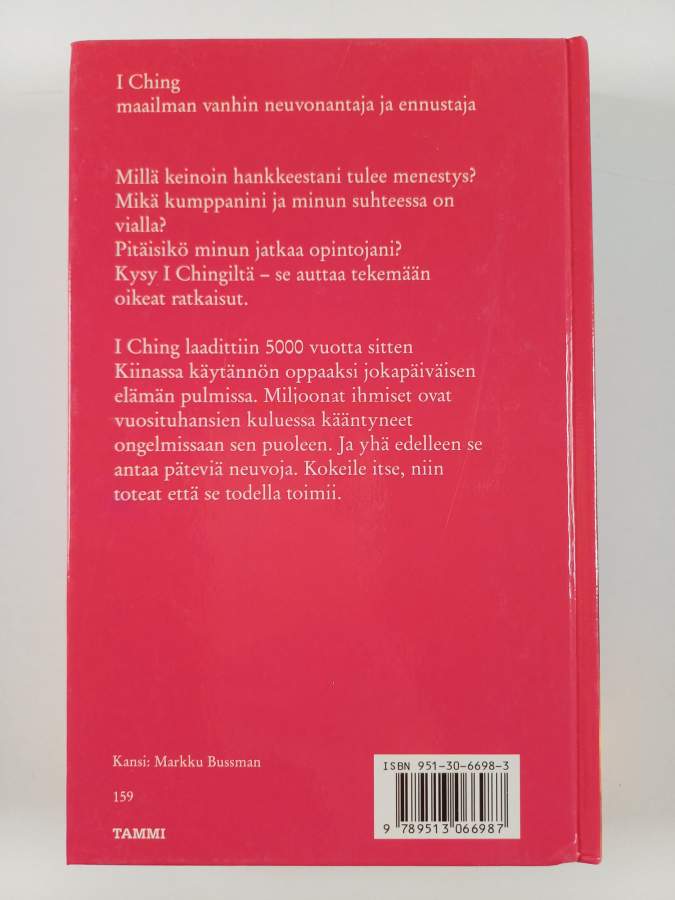 I Ching
maailman vanhin neuvonantaja ja ennustaja
Millä keinoin hankkeestani tulee menestys?
Mikä kumppanini ja minun suhteessa on
vialla?
Pitäisikö minun jatkaa opintojani?
Kysy I Chingiltä – se auttaa tekemään
oikeat ratkaisut.
I Ching laadittiin 5000 vuotta sitten
Kiinassa käytännön oppaaksi jokapäiväisen
elämän pulmissa. Miljoonat ihmiset ovat
vuosituhansien kuluessa kääntyneet
ongelmissaan sen puoleen. Ja yhä edelleen se
antaa päteviä neuvoja. Kokeile itse, niin
toteat että se todella toimii.
Kansi: Markku Bussman
159
TAMMI
ISBN 951-30-6698-3
9 789513 066987